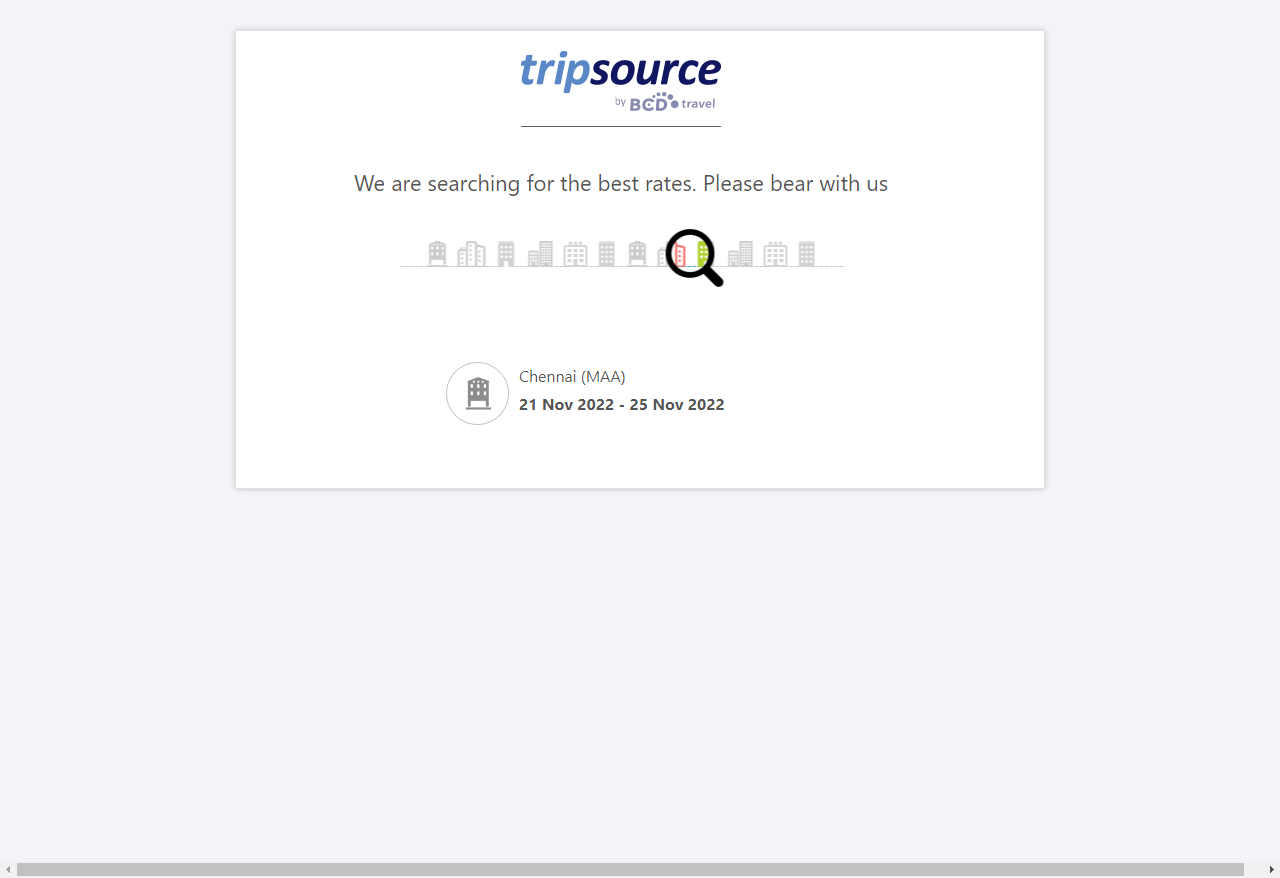 tripsource
by BCD travel
We are searching for the best rates. Please bear with us
Chennai (MAA)
21 Nov 2022 - 25 Nov 2022